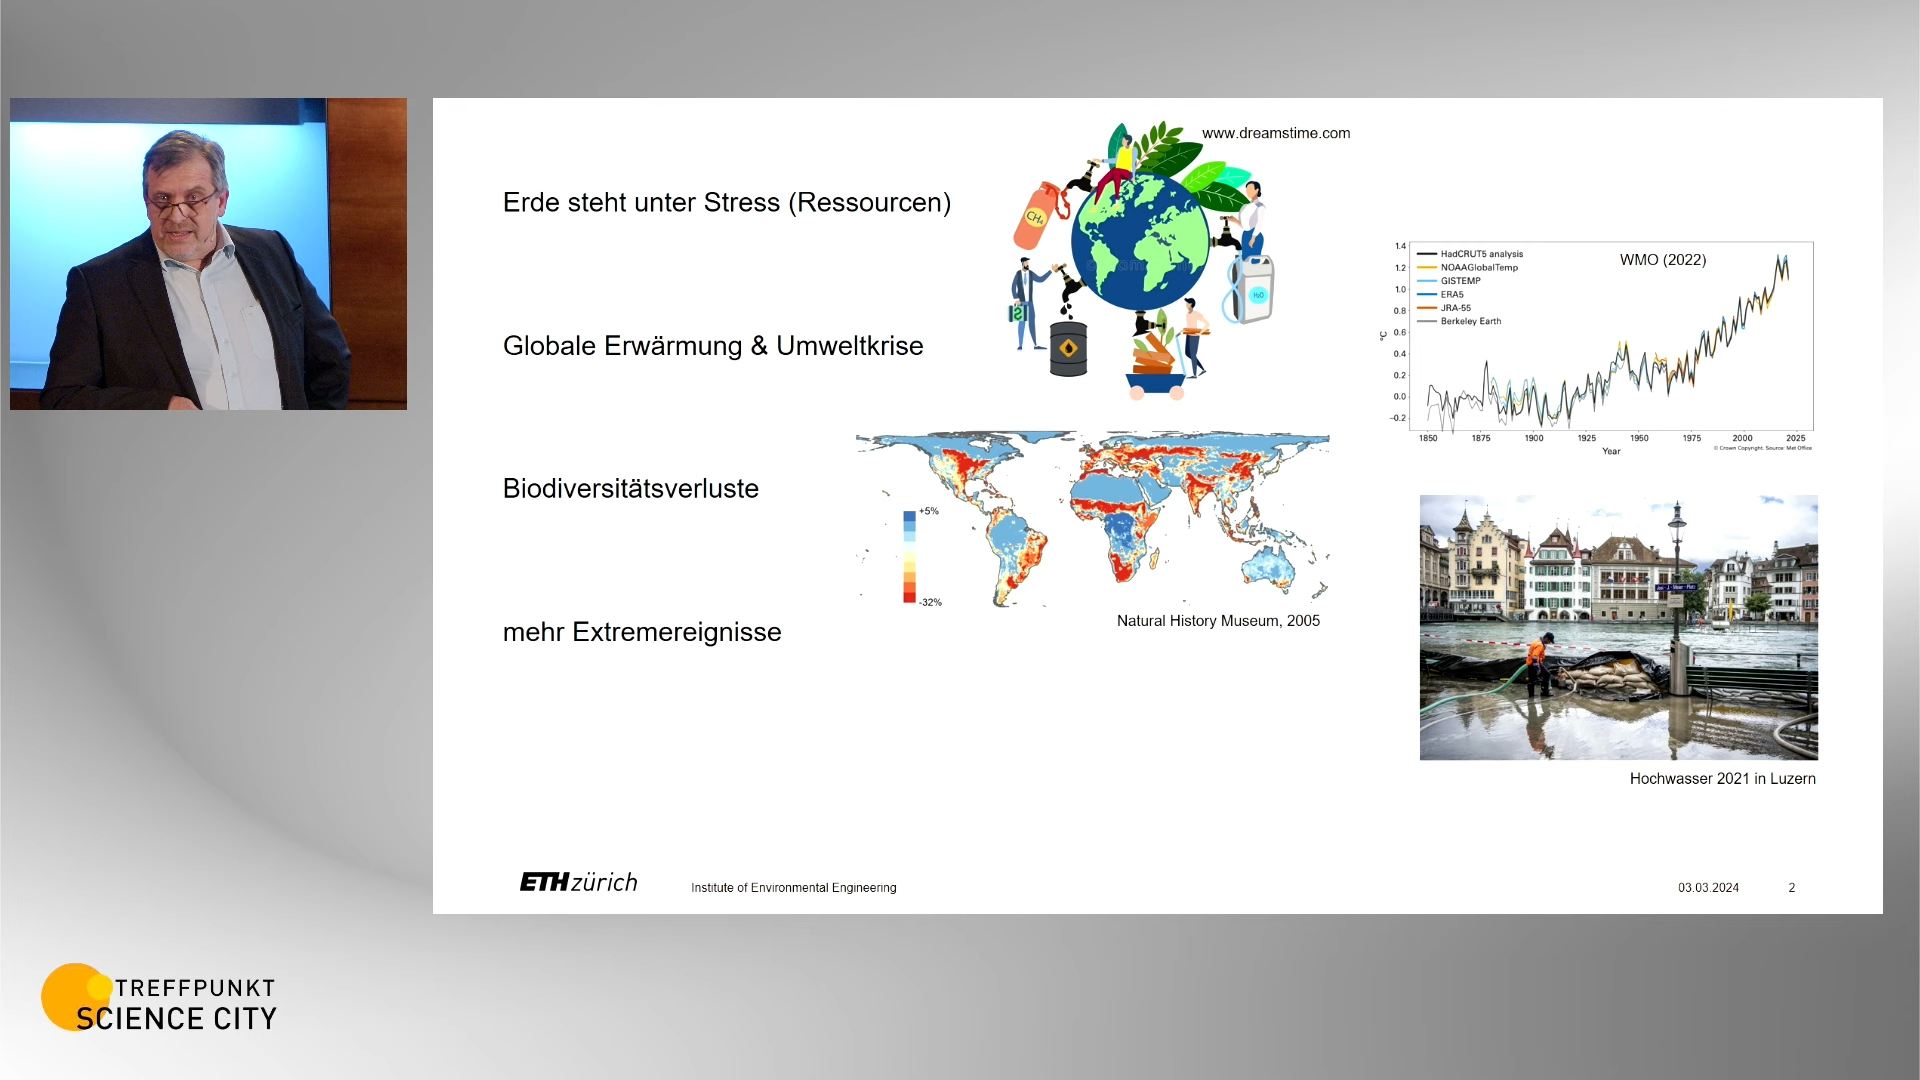 www.dreamstime.com
Erde steht unter Stress (Ressourcen)
CH4
H₂O
Globale Erwärmung & Umweltkrise
WMO (2022)
HadCRUT5 analysis
NOAAGlobalTemp
GISTEMP
ERA5
JRA-55
Berkeley Earth
1.4
1.2
1.0
0.8
0.6
0.4
0.2
0.0
−0.2
°C
1850 1875 1900 1925 1950 1975 2000 2025
Year
© Crown Copyright. Source: Met Office
Biodiversitätsverluste
+5%
-32%
Natural History Museum, 2005
mehr Extremereignisse
Hochwasser 2021 in Luzern
ETH zürich
Institute of Environmental Engineering
03.03.2024
2
TREFFPUNKT
SCIENCE CITY